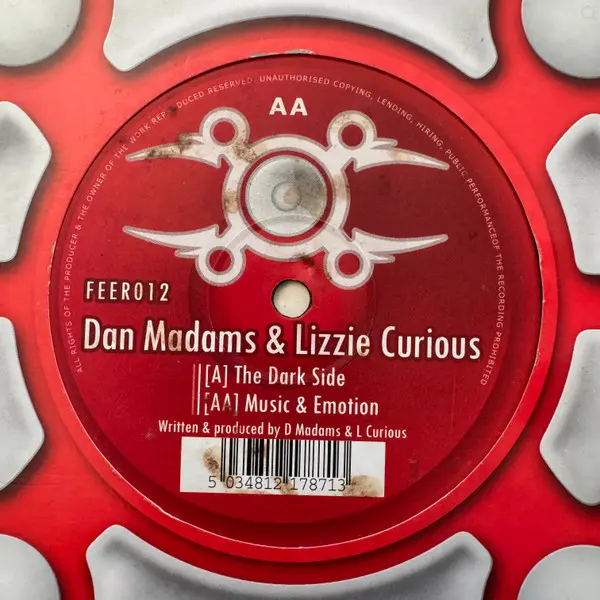 ALL RIGHTS OF THE PRODUCER & THE OWNER OF THE WORK REPRODUCED RESERVED. UNAUTHORISED COPYING, LENDING, HIRING, PUBLIC PERFORMANCEOF THE RECORDING PROHIBITED
AA
FEER012
Dan Madams & Lizzie Curious
[A] The Dark Side
[AA] Music & Emotion
Written & produced by D Madams & L Curious
5 034812 178713